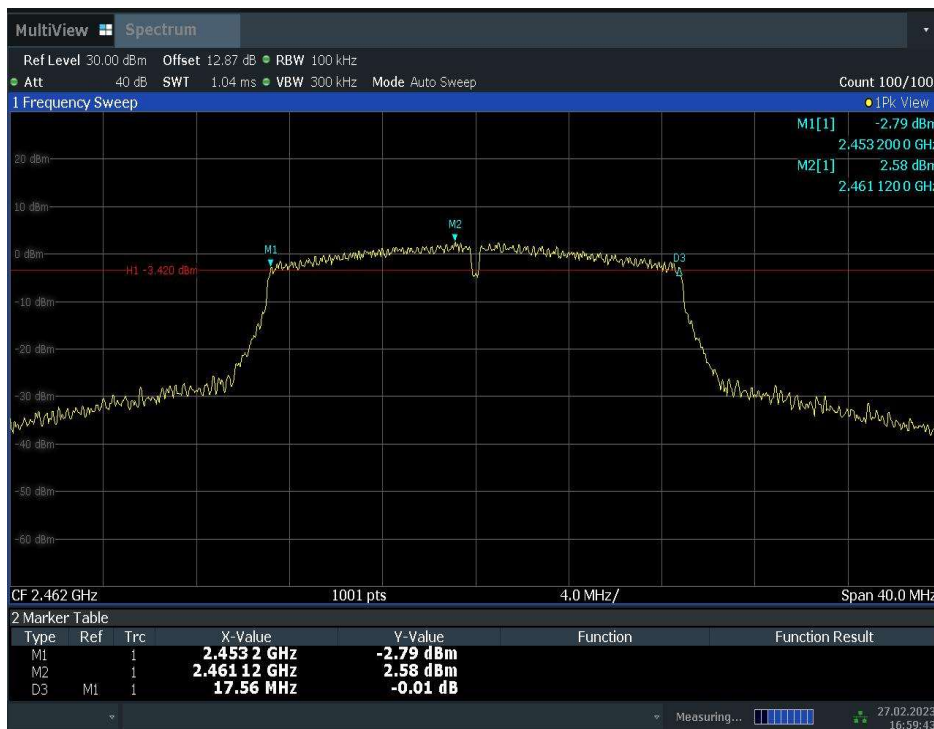 MultiView Spectrum
Ref Level 30.00 dBm Offset 12.87 dB RBW 100 kHz
Att 40 dB SWT 1.04 ms VBW 300 kHz Mode Auto Sweep Count 100/100
1 Frequency Sweep 1Pk View
M1[1] -2.79 dBm
2.453 200 0 GHz
M2[1] 2.58 dBm
2.461 120 0 GHz
20 dBm
10 dBm
M2
0 dBm
M1
D3
H1 -3.420 dBm
-10 dBm
-20 dBm
-30 dBm
-40 dBm
-50 dBm
-60 dBm
CF 2.462 GHz 1001 pts 4.0 MHz/ Span 40.0 MHz
2 Marker Table
Type Ref Trc X-Value Y-Value Function Function Result
M1 1 2.4532 GHz -2.79 dBm
M2 1 2.46112 GHz 2.58 dBm
D3 M1 1 17.56 MHz -0.01 dB
Measuring... 27.02.2023
16:59:43